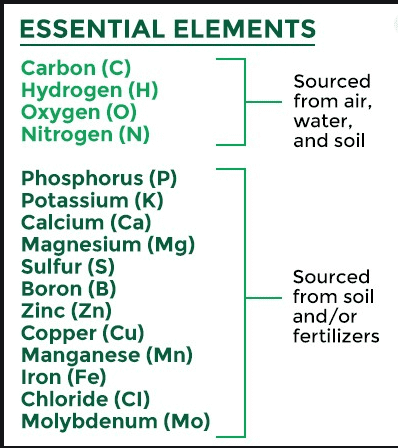 ESSENTIAL ELEMENTS
Carbon (C)
Hydrogen (H)
Oxygen (O)
Nitrogen (N)
Sourced
from air,
water,
and soil
Phosphorus (P)
Potassium (K)
Calcium (Ca)
Magnesium (Mg)
Sulfur (S)
Boron (B)
Zinc (Zn)
Copper (Cu)
Manganese (Mn)
Iron (Fe)
Chloride (Cl)
Molybdenum (Mo)
Sourced
from soil
and/or
fertilizers